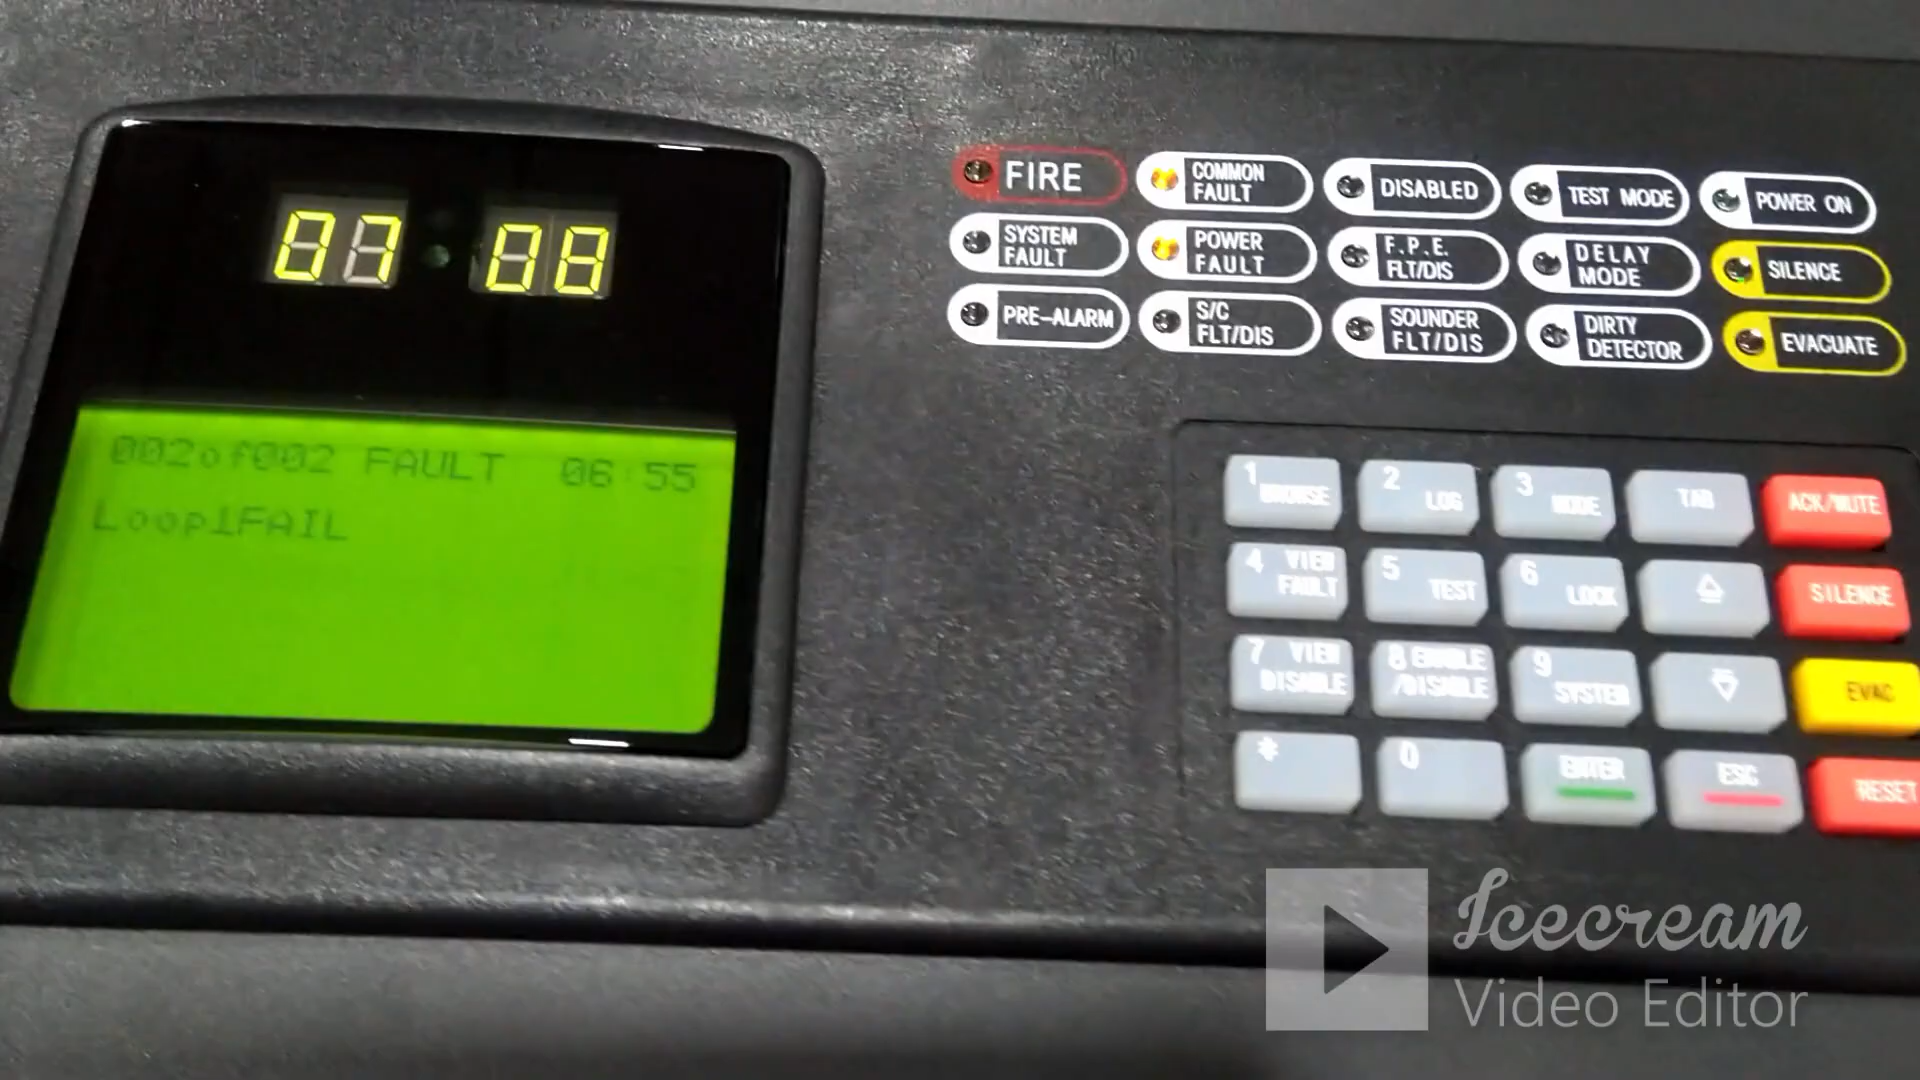 07:08
002of002 FAULT 06:55
Loop1FAIL
FIRE
COMMON
FAULT
DISABLED
TEST MODE
POWER ON
SYSTEM
FAULT
POWER
FAULT
F.P.E.
FLT/DIS
DELAY
MODE
SILENCE
PRE-ALARM
S/C
FLT/DIS
SOUNDER
FLT/DIS
DIRTY
DETECTOR
EVACUATE
1 BROWSE
2 LOG
3 MODE
TAB
ACK/MUTE
4 VIEW
FAULT
5 TEST
6 LOCK
SILENCE
7 VIEW
DISABLE
8 ENABLE
/DISABLE
9 SYSTEM
EVAC
*
0
ENTER
ESC
RESET
Icecream
Video Editor